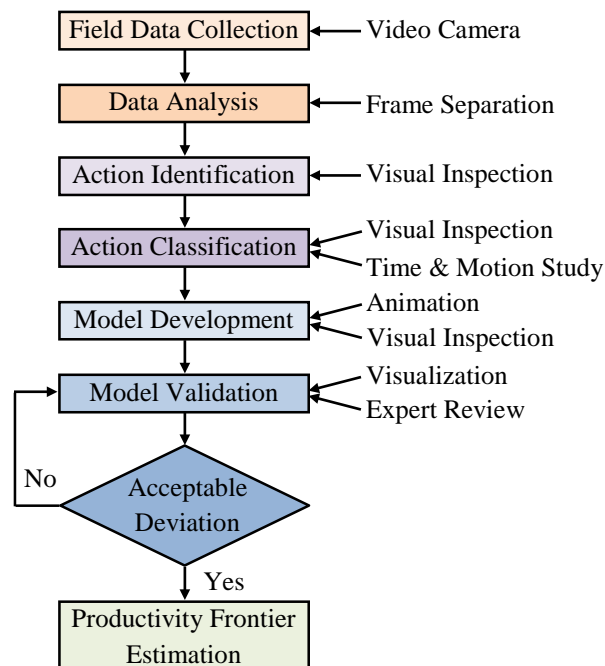 Field Data Collection
Video Camera
Data Analysis
Frame Separation
Action Identification
Visual Inspection
Action Classification
Visual Inspection
Time & Motion Study
Model Development
Animation
Visual Inspection
Model Validation
Visualization
Expert Review
No
Acceptable
Deviation
Yes
Productivity Frontier
Estimation